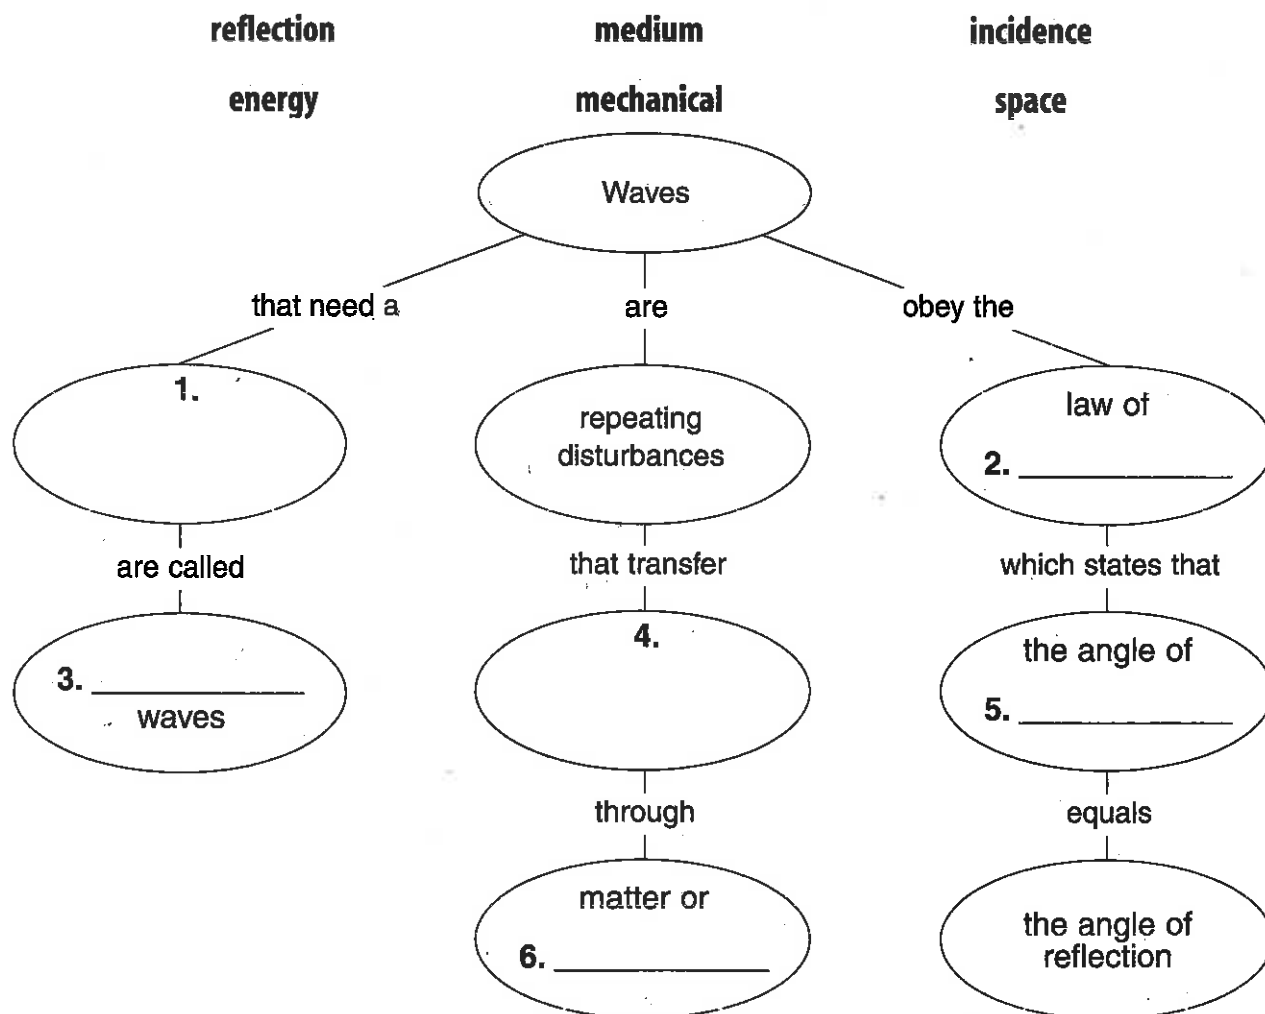 reflection medium incidence
energy mechanical space
Waves
that need a are obey the
1.
repeating
disturbances
law of
2. ____________
are called that transfer which states that
3. ____________
waves
4.
the angle of
5. ____________
through equals
matter or
6. ____________
the angle of
reflection